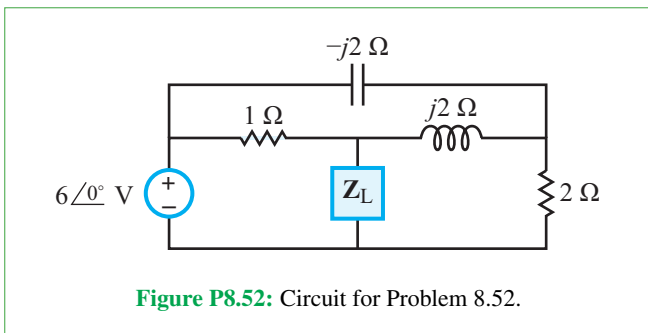 −j2 Ω
1 Ω
j2 Ω
6∠0° V
+
−
Z_L
2 Ω
Figure P8.52: Circuit for Problem 8.52.